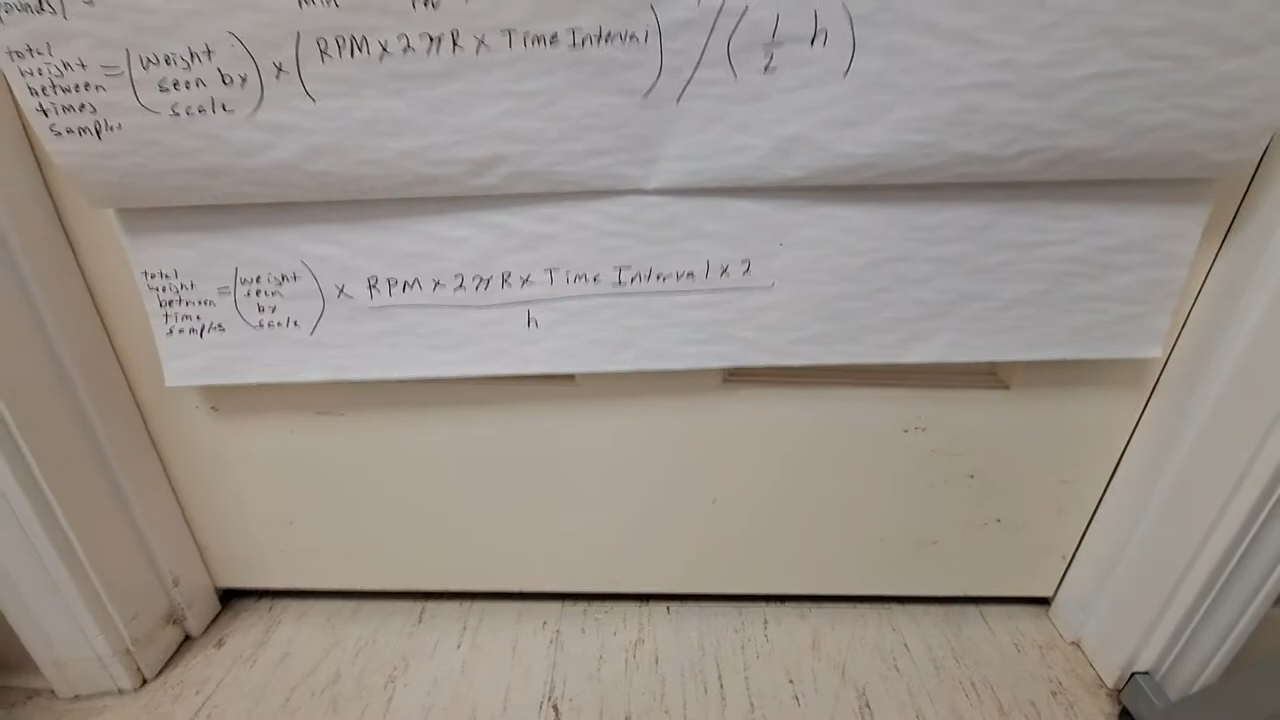 total
weight
between
times
samples
=
(weight
seen by
scale)
× (RPM × 2πR × Time Interval) / (1/2 h)
total
weight
between
time
samples
=
(weight
seen
by
scale)
× RPM × 2πR × Time Interval × 2
h